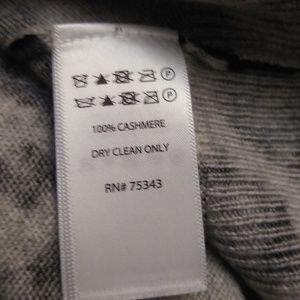 100% CASHMERE
DRY CLEAN ONLY
RN# 75343